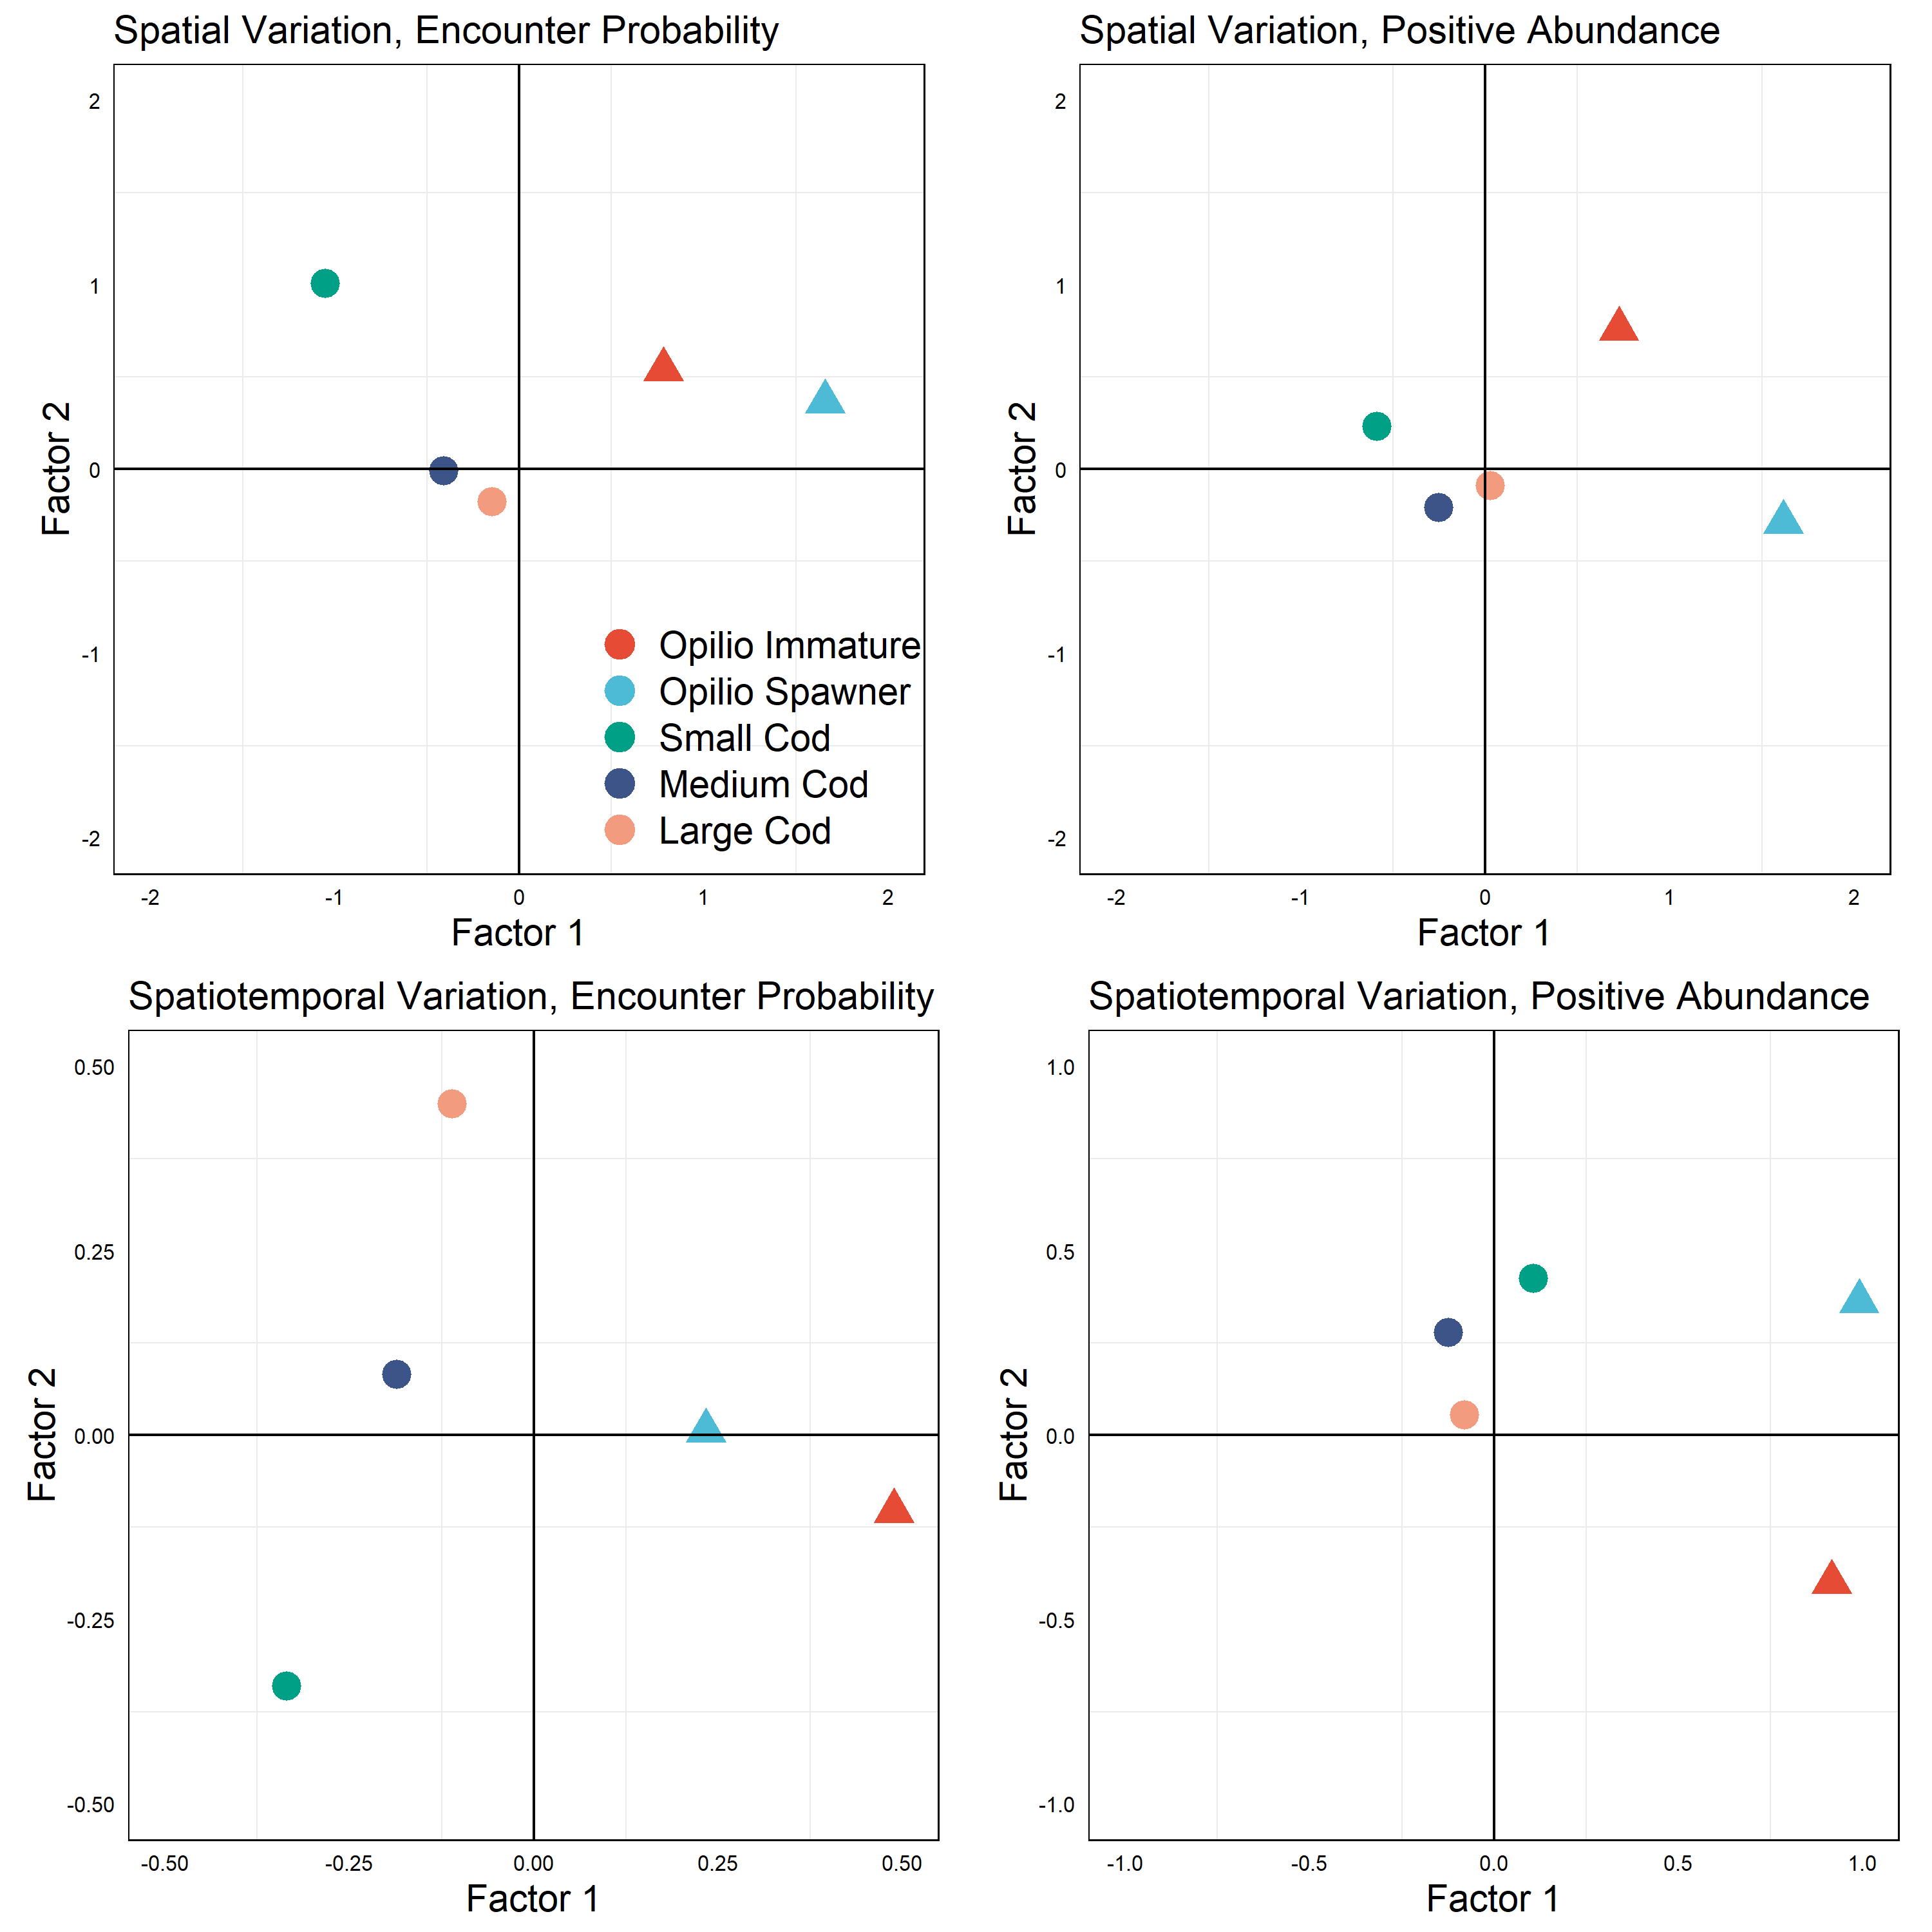 Spatial Variation, Encounter Probability
2
1
0
-1
-2
Factor 2
Opilio Immature
Opilio Spawner
Small Cod
Medium Cod
Large Cod
-2 -1 0 1 2
Factor 1
Spatial Variation, Positive Abundance
2
1
0
-1
-2
Factor 2
-2 -1 0 1 2
Factor 1
Spatiotemporal Variation, Encounter Probability
0.50
0.25
0.00
-0.25
-0.50
Factor 2
-0.50 -0.25 0.00 0.25 0.50
Factor 1
Spatiotemporal Variation, Positive Abundance
1.0
0.5
0.0
-0.5
-1.0
Factor 2
-1.0 -0.5 0.0 0.5 1.0
Factor 1